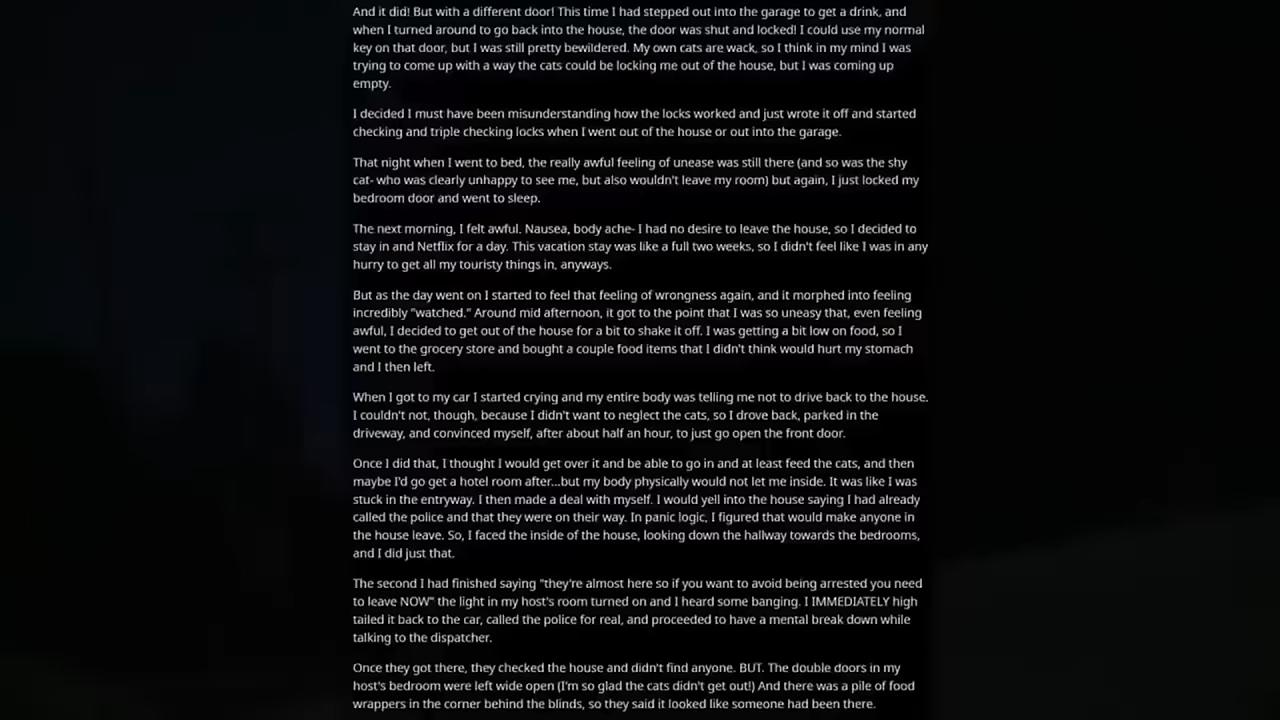 And it did! But with a different door! This time I had stepped out into the garage to get a drink, and
when I turned around to go back into the house, the door was shut and locked! I could use my normal
key on that door, but I was still pretty bewildered. My own cats are wack, so I think in my mind I was
trying to come up with a way the cats could be locking me out of the house, but I was coming up
empty.
I decided I must have been misunderstanding how the locks worked and just wrote it off and started
checking and triple checking locks when I went out of the house or out into the garage.
That night when I went to bed, the really awful feeling of unease was still there (and so was the shy
cat- who was clearly unhappy to see me, but also wouldn't leave my room) but again, I just locked my
bedroom door and went to sleep.
The next morning, I felt awful. Nausea, body ache- I had no desire to leave the house, so I decided to
stay in and Netflix for a day. This vacation stay was like a full two weeks, so I didn't feel like I was in any
hurry to get all my touristy things in, anyways.
But as the day went on I started to feel that feeling of wrongness again, and it morphed into feeling
incredibly "watched." Around mid afternoon, it got to the point that I was so uneasy that, even feeling
awful, I decided to get out of the house for a bit to shake it off. I was getting a bit low on food, so I
went to the grocery store and bought a couple food items that I didn't think would hurt my stomach
and I then left.
When I got to my car I started crying and my entire body was telling me not to drive back to the house.
I couldn't not, though, because I didn't want to neglect the cats, so I drove back, parked in the
driveway, and convinced myself, after about half an hour, to just go open the front door.
Once I did that, I thought I would get over it and be able to go in and at least feed the cats, and then
maybe I'd go get a hotel room after...but my body physically would not let me inside. It was like I was
stuck in the entryway. I then made a deal with myself. I would yell into the house saying I had already
called the police and that they were on their way. In panic logic, I figured that would make anyone in
the house leave. So, I faced the inside of the house, looking down the hallway towards the bedrooms,
and I did just that.
The second I had finished saying "they're almost here so if you want to avoid being arrested you need
to leave NOW" the light in my host's room turned on and I heard some banging. I IMMEDIATELY high
tailed it back to the car, called the police for real, and proceeded to have a mental break down while
talking to the dispatcher.
Once they got there, they checked the house and didn't find anyone. BUT. The double doors in my
host's bedroom were left wide open (I'm so glad the cats didn't get out!) And there was a pile of food
wrappers in the corner behind the blinds, so they said it looked like someone had been there.